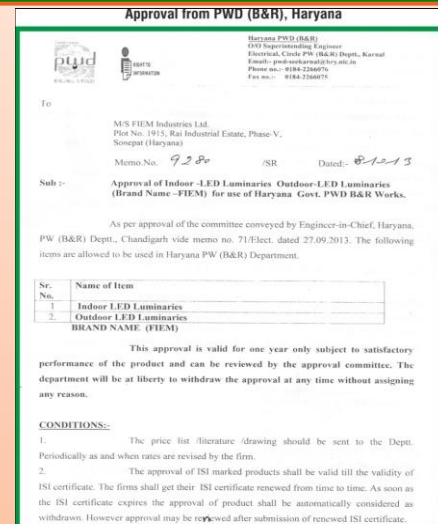 Approval from PWD (B&R), Haryana
pwd
RIGHT TO
INFORMATION
Haryana PWD (B&R)
O/O Superintending Engineer
Electrical, Circle PW (B&R) Deptt., Karnal
Email:- pwd-seekarnal@hry.nic.in
Phone no.:- 0184-2266076
Fax no.:- 0184-2266075
To
M/S FIEM Industries Ltd.
Plot No. 1915, Rai Industrial Estate, Phase-V,
Sonepat (Haryana)
Memo.No. 9280 /SR Dated:-
Sub :- Approval of Indoor -LED Luminaries Outdoor-LED Luminaries
(Brand Name –FIEM) for use of Haryana Govt. PWD B&R Works.
As per approval of the committee conveyed by Engineer-in-Chief, Haryana,
PW (B&R) Deptt., Chandigarh vide memo no. 71/Elect. dated 27.09.2013. The following
items are allowed to be used in Haryana PW (B&R) Department.
Sr. No. Name of Item
1 Indoor LED Luminaries
2. Outdoor LED Luminaries
BRAND NAME (FIEM)
This approval is valid for one year only subject to satisfactory
performance of the product and can be reviewed by the approval committee. The
department will be at liberty to withdraw the approval at any time without assigning
any reason.
CONDITIONS:-
1. The price list /literature /drawing should be sent to the Deptt.
Periodically as and when rates are revised by the firm.
2. The approval of ISI marked products shall be valid till the validity of
ISI certificate. The firms shall get their ISI certificate renewed from time to time. As soon as
the ISI certificate expires the approval of product shall be automatically considered as
withdrawn. However approval may be renewed after submission of renewed ISI certificate.